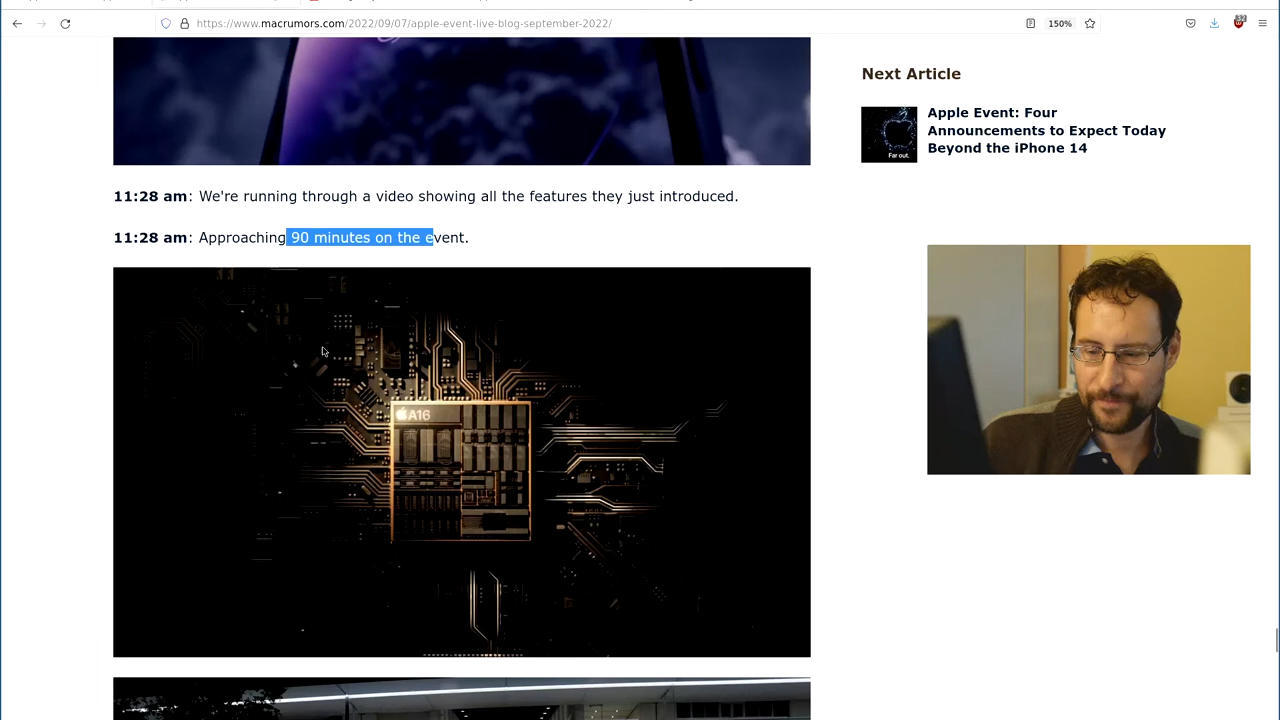 https://www.macrumors.com/2022/09/07/apple-event-live-blog-september-2022/
150%
Next Article
Apple Event: Four
Announcements to Expect Today
Beyond the iPhone 14
Far out.
11:28 am: We're running through a video showing all the features they just introduced.
11:28 am: Approaching 90 minutes on the event.
A16